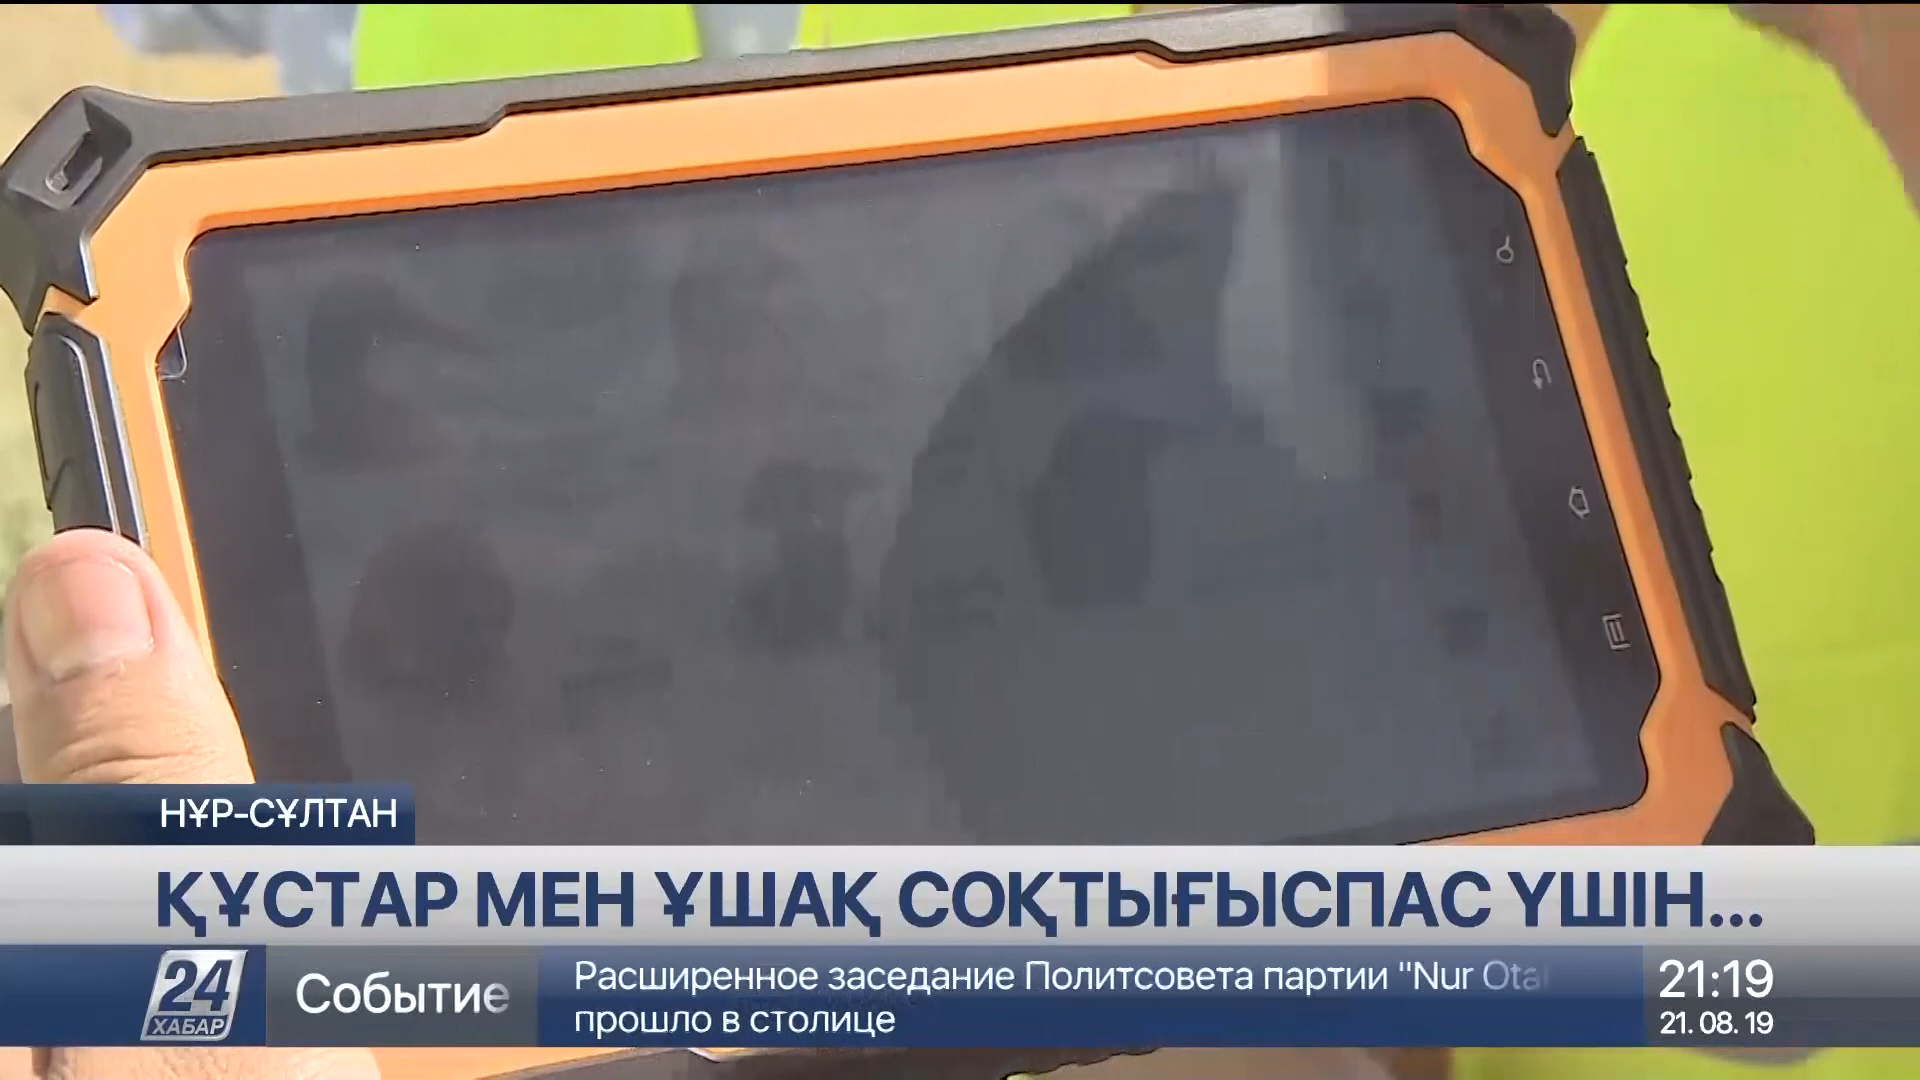 НҰР-СҰЛТАН
ҚҰСТАР МЕН ҰШАҚ СОҚТЫҒЫСПАС ҮШІН...
24
ХАБАР
Событие
Расширенное заседание Политсовета партии "Nur Ota
прошло в столице
21:19
21. 08. 19